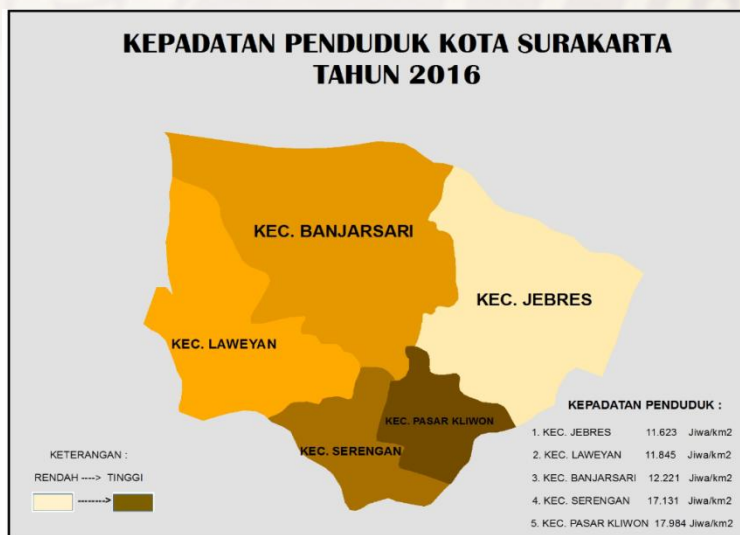 KEPADATAN PENDUDUK KOTA SURAKARTA
TAHUN 2016
KEC. BANJARSARI
KEC. JEBRES
KEC. LAWEYAN
KEC. PASAR KLIWON
KEC. SERENGAN
KETERANGAN :
RENDAH ----> TINGGI
-------->
KEPADATAN PENDUDUK :
1. KEC. JEBRES 11.623 Jiwa/km2
2. KEC. LAWEYAN 11.845 Jiwa/km2
3. KEC. BANJARSARI 12.221 Jiwa/km2
4. KEC. SERENGAN 17.131 Jiwa/km2
5. KEC. PASAR KLIWON 17.984 Jiwa/km2